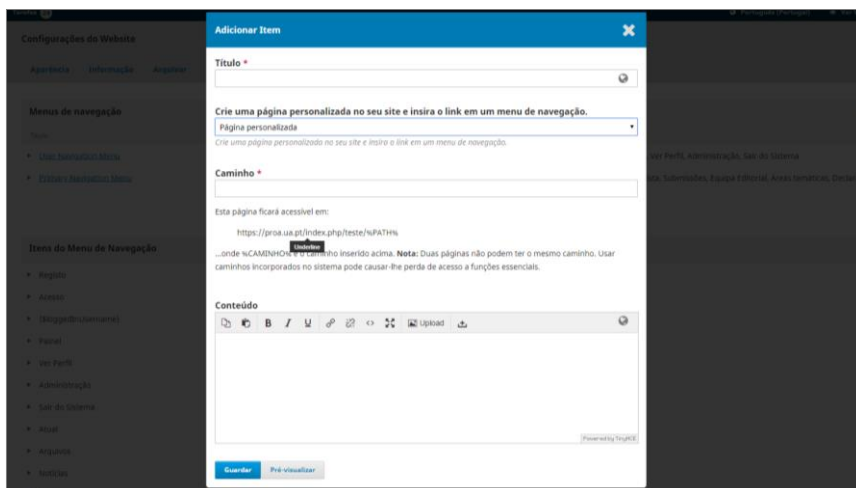 Português (Portugal)
Configurações do Website
Aparência Informação Arquivar
Menus de navegação
User Navigation Menu
Ver Perfil, Administração, Sair do Sistema
Primary Navigation Menu
Submissões, Equipa Editorial, Áreas temáticas,
Itens do Menu de Navegação
Registo
Acesso
{$loggedInUsername}
Painel
Ver Perfil
Administração
Sair do Sistema
Atual
Arquivos
Notícias
Adicionar Item
Título *
Crie uma página personalizada no seu site e insira o link em um menu de navegação.
Página personalizada
Crie uma página personalizada no seu site e insira o link em um menu de navegação.
Caminho *
Esta página ficará acessível em:
https://proa.ua.pt/index.php/teste/%PATH%
Underline
...onde %CAMINHO% é o caminho inserido acima. Nota: Duas páginas não podem ter o mesmo caminho. Usar
caminhos incorporados no sistema pode causar-lhe perda de acesso a funções essenciais.
Conteúdo
B I U Upload
Powered by TinyMCE
Guardar Pré-visualizar